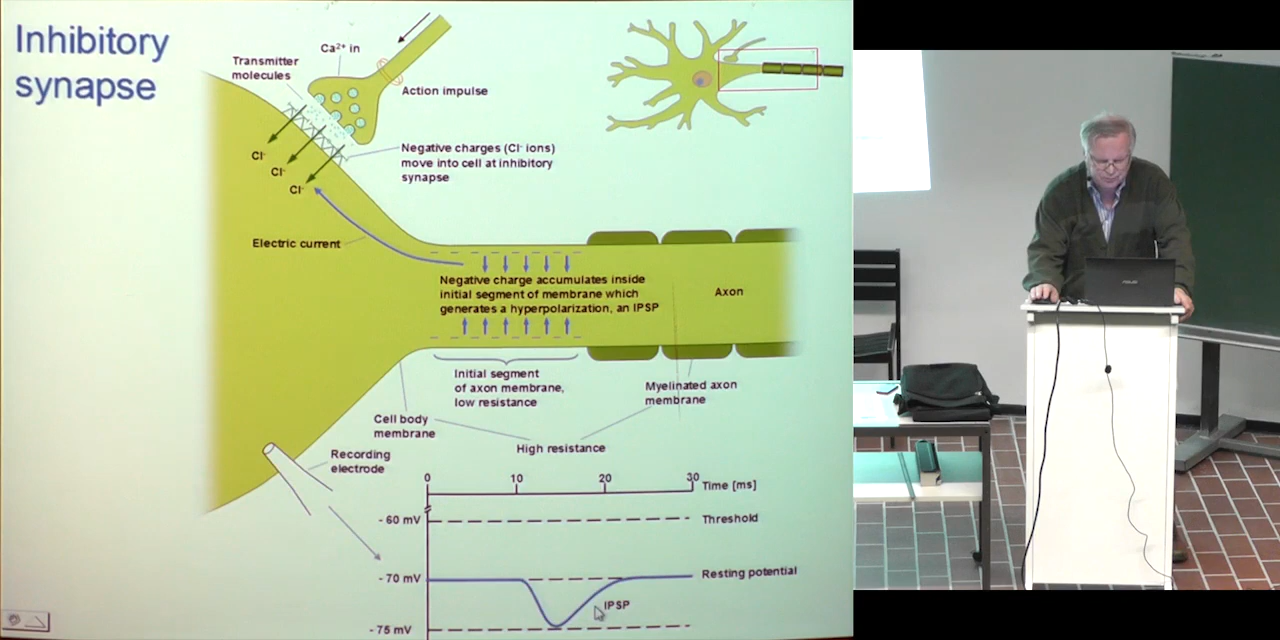 Inhibitory
synapse
Ca²⁺ in
Transmitter
molecules
Action impulse
Negative charges (Cl⁻ ions)
move into cell at inhibitory
synapse
Cl⁻
Cl⁻
Cl⁻
Electric current
Negative charge accumulates inside
initial segment of membrane which
generates a hyperpolarization, an IPSP
Axon
Initial segment
of axon membrane,
low resistance
Myelinated axon
membrane
Cell body
membrane
High resistance
Recording
electrode
0 10 20 30 Time [ms]
- 60 mV Threshold
- 70 mV Resting potential
IPSP
- 75 mV
ASUS